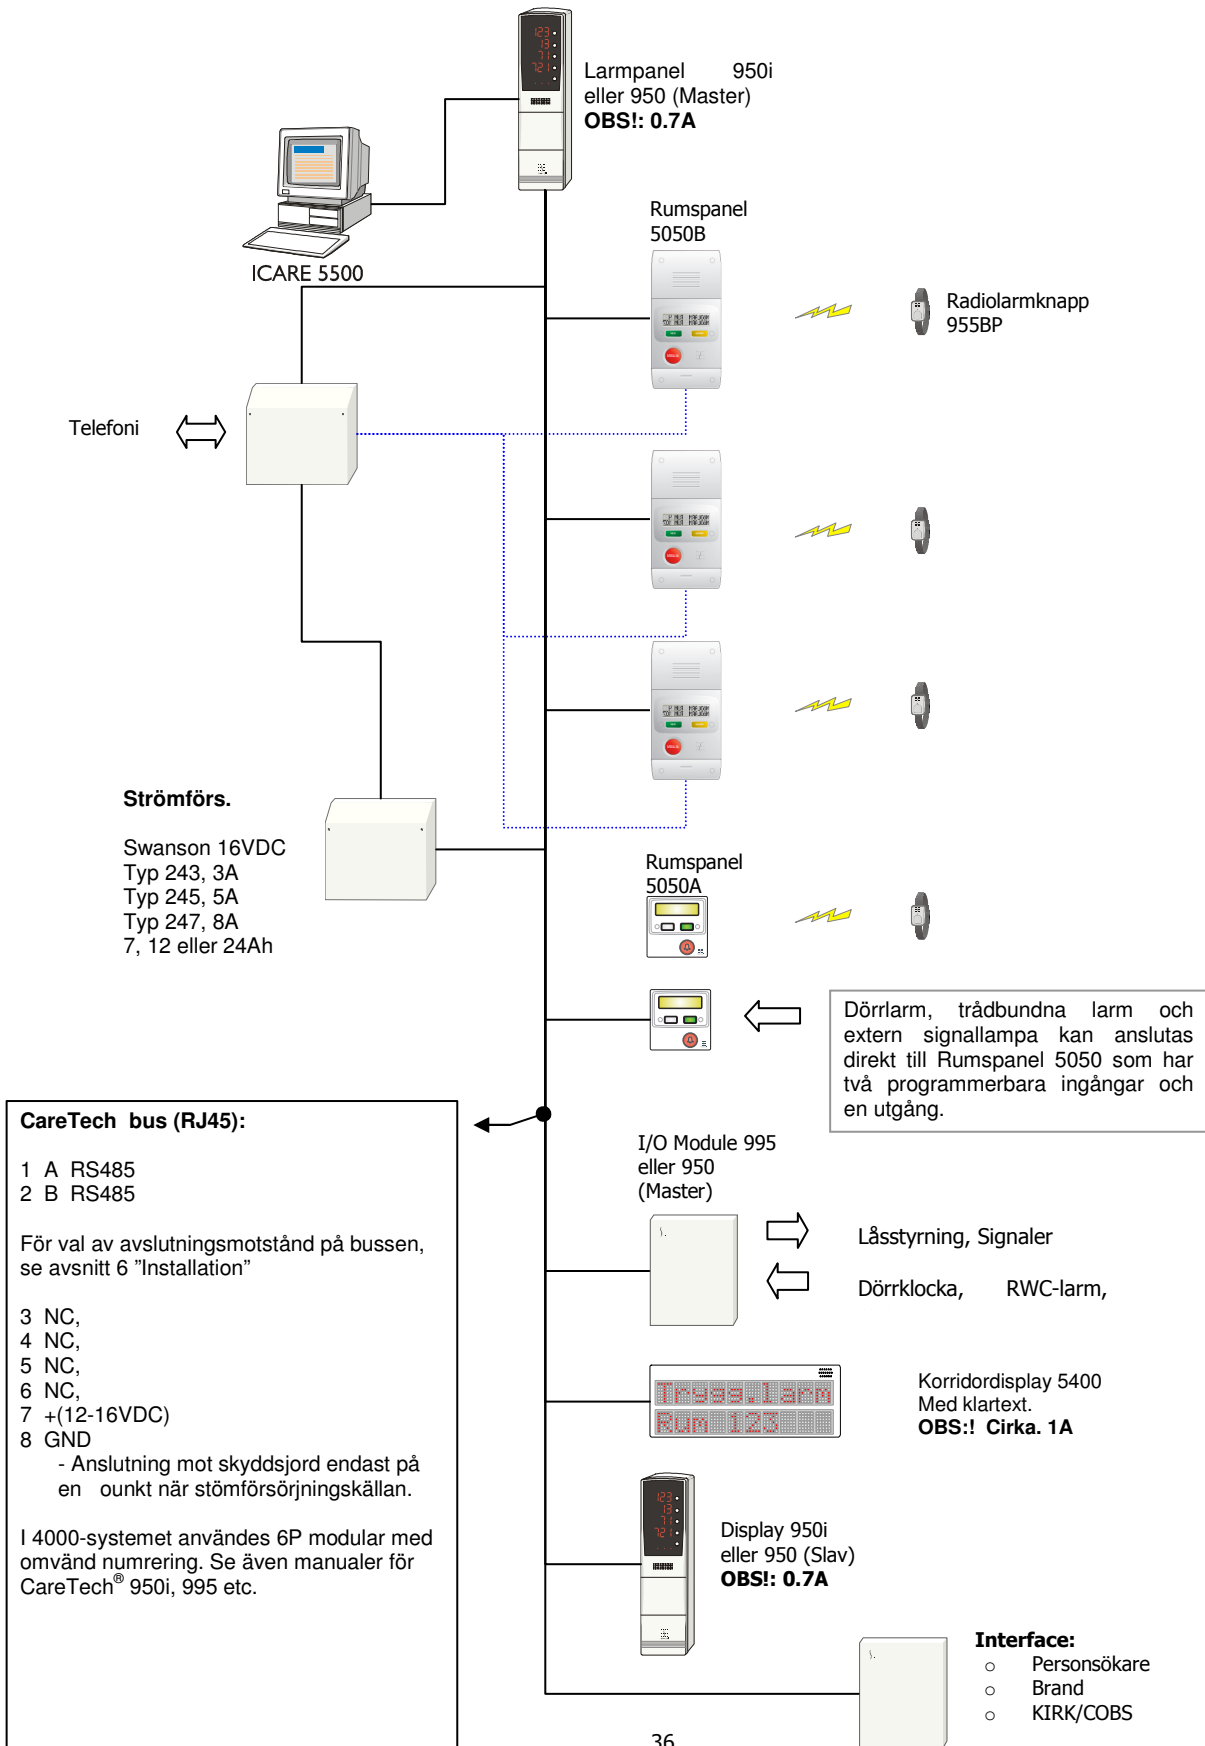 Larmpanel 950i
eller 950 (Master)
OBS!: 0.7A
ICARE 5500
Rumspanel
5050B
Radiolarmknapp
955BP
Telefoni
Strömförs.
Swanson 16VDC
Typ 243, 3A
Typ 245, 5A
Typ 247, 8A
7, 12 eller 24Ah
Rumspanel
5050A
Dörrlarm, trådbundna larm och
extern signallampa kan anslutas
direkt till Rumspanel 5050 som har
två programmerbara ingångar och
en utgång.
CareTech bus (RJ45):
1 A RS485
2 B RS485
För val av avslutningsmotstånd på bussen,
se avsnitt 6 ”Installation”
3 NC,
4 NC,
5 NC,
6 NC,
7 +(12-16VDC)
8 GND
- Anslutning mot skyddsjord endast på
en ounkt när stömförsörjningskällan.
I 4000-systemet användes 6P modular med
omvänd numrering. Se även manualer för
CareTech® 950i, 995 etc.
I/O Module 995
eller 950
(Master)
Låsstyrning, Signaler
Dörrklocka, RWC-larm,
Trygg.Larm
Rum 123
Korridordisplay 5400
Med klartext.
OBS:! Cirka. 1A
123
13
71
721
Display 950i
eller 950 (Slav)
OBS!: 0.7A
Interface:
o Personsökare
o Brand
o KIRK/COBS
36